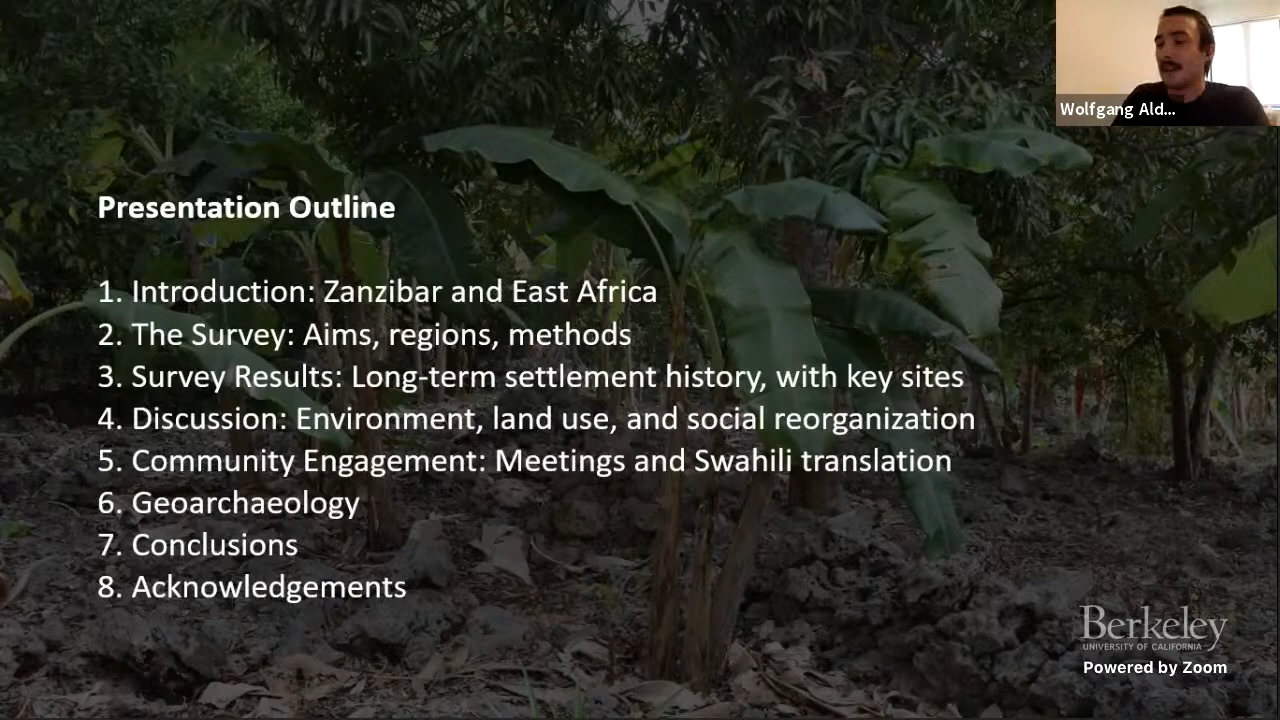 Wolfgang Ald...
Presentation Outline
1. Introduction: Zanzibar and East Africa
2. The Survey: Aims, regions, methods
3. Survey Results: Long-term settlement history, with key sites
4. Discussion: Environment, land use, and social reorganization
5. Community Engagement: Meetings and Swahili translation
6. Geoarchaeology
7. Conclusions
8. Acknowledgements
Berkeley
UNIVERSITY OF CALIFORNIA
Powered by Zoom